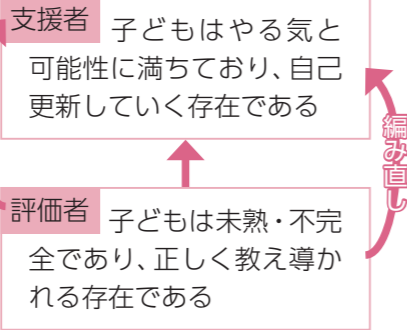 支援者 子どもはやる気と
可能性に満ちており、自己
更新していく存在である
編み直し
評価者 子どもは未熟・不完
全であり、正しく教え導か
れる存在である